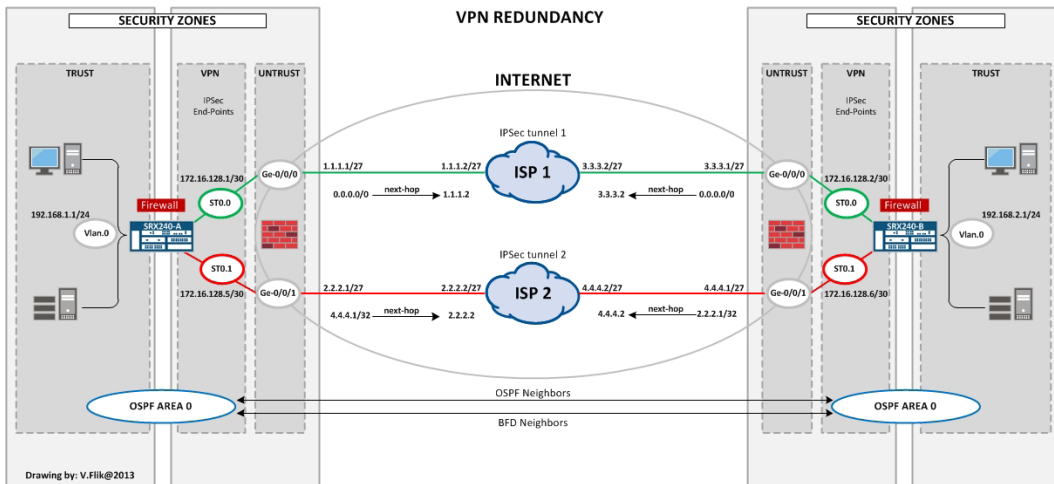 VPN REDUNDANCY
SECURITY ZONES
SECURITY ZONES
TRUST
VPN
UNTRUST
INTERNET
UNTRUST
VPN
TRUST
IPSec
End-Points
IPSec
End-Points
IPSec tunnel 1
1.1.1.1/27
1.1.1.2/27
ISP 1
3.3.3.2/27
3.3.3.1/27
172.16.128.1/30
Ge-0/0/0
Ge-0/0/0
172.16.128.2/30
0.0.0.0/0
next-hop
1.1.1.2
3.3.3.2
next-hop
0.0.0.0/0
ST0.0
ST0.0
192.168.1.1/24
Firewall
Firewall
192.168.2.1/24
SRX240-A
SRX240-B
Vlan.0
Vlan.0
IPSec tunnel 2
ST0.1
ST0.1
172.16.128.5/30
Ge-0/0/1
2.2.2.1/27
2.2.2.2/27
ISP 2
4.4.4.2/27
4.4.4.1/27
Ge-0/0/1
172.16.128.6/30
4.4.4.1/32
next-hop
2.2.2.2
4.4.4.2
next-hop
2.2.2.1/32
OSPF AREA 0
OSPF Neighbors
BFD Neighbors
OSPF AREA 0
Drawing by: V.Flik@2013